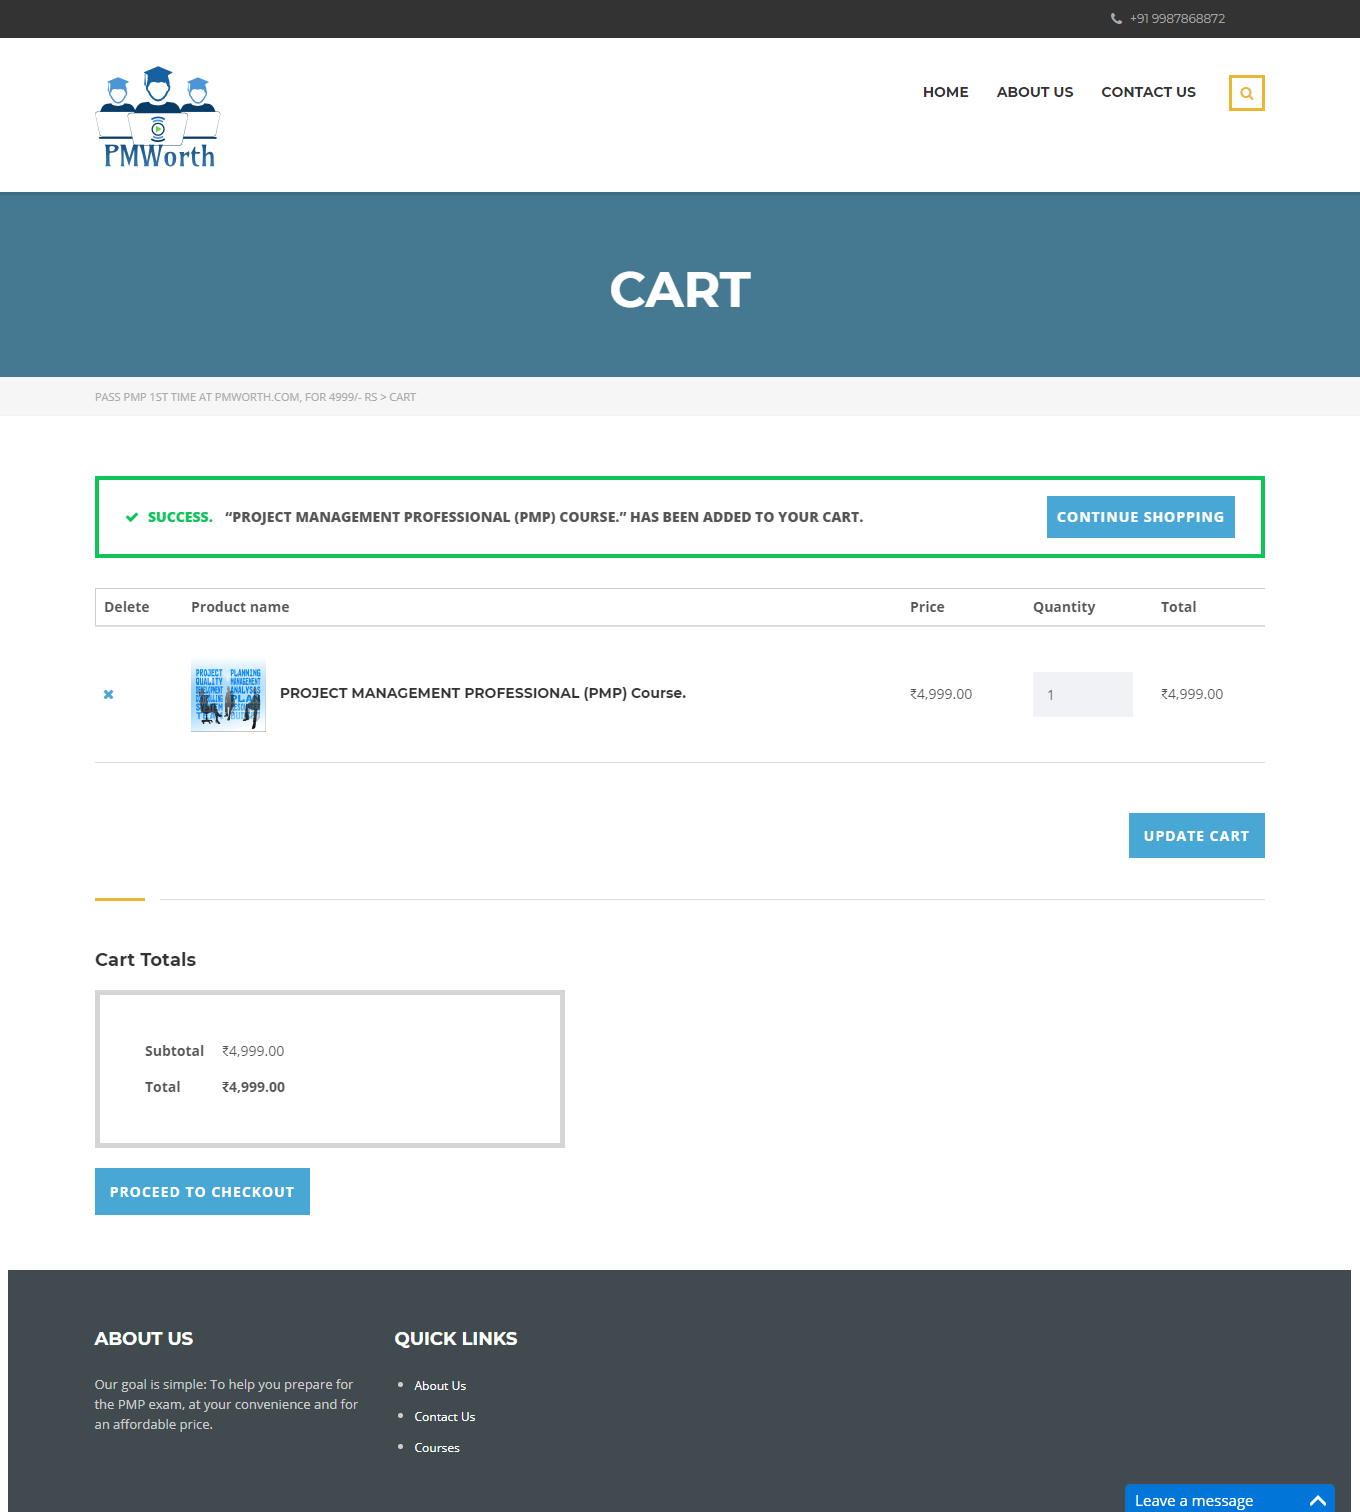 +91 9987868872
PMWorth
HOME ABOUT US CONTACT US
CART
PASS PMP 1ST TIME AT PMWORTH.COM, FOR 4999/- RS > CART
SUCCESS. “PROJECT MANAGEMENT PROFESSIONAL (PMP) COURSE.” HAS BEEN ADDED TO YOUR CART. CONTINUE SHOPPING
Delete Product name Price Quantity Total
PROJECT PLANNING
QUALITY MANAGEMENT
PROJECT MANAGEMENT PROFESSIONAL (PMP) Course. ₹4,999.00 1 ₹4,999.00
UPDATE CART
Cart Totals
Subtotal ₹4,999.00
Total ₹4,999.00
PROCEED TO CHECKOUT
ABOUT US
Our goal is simple: To help you prepare for
the PMP exam, at your convenience and for
an affordable price.
QUICK LINKS
About Us
Contact Us
Courses
Leave a message